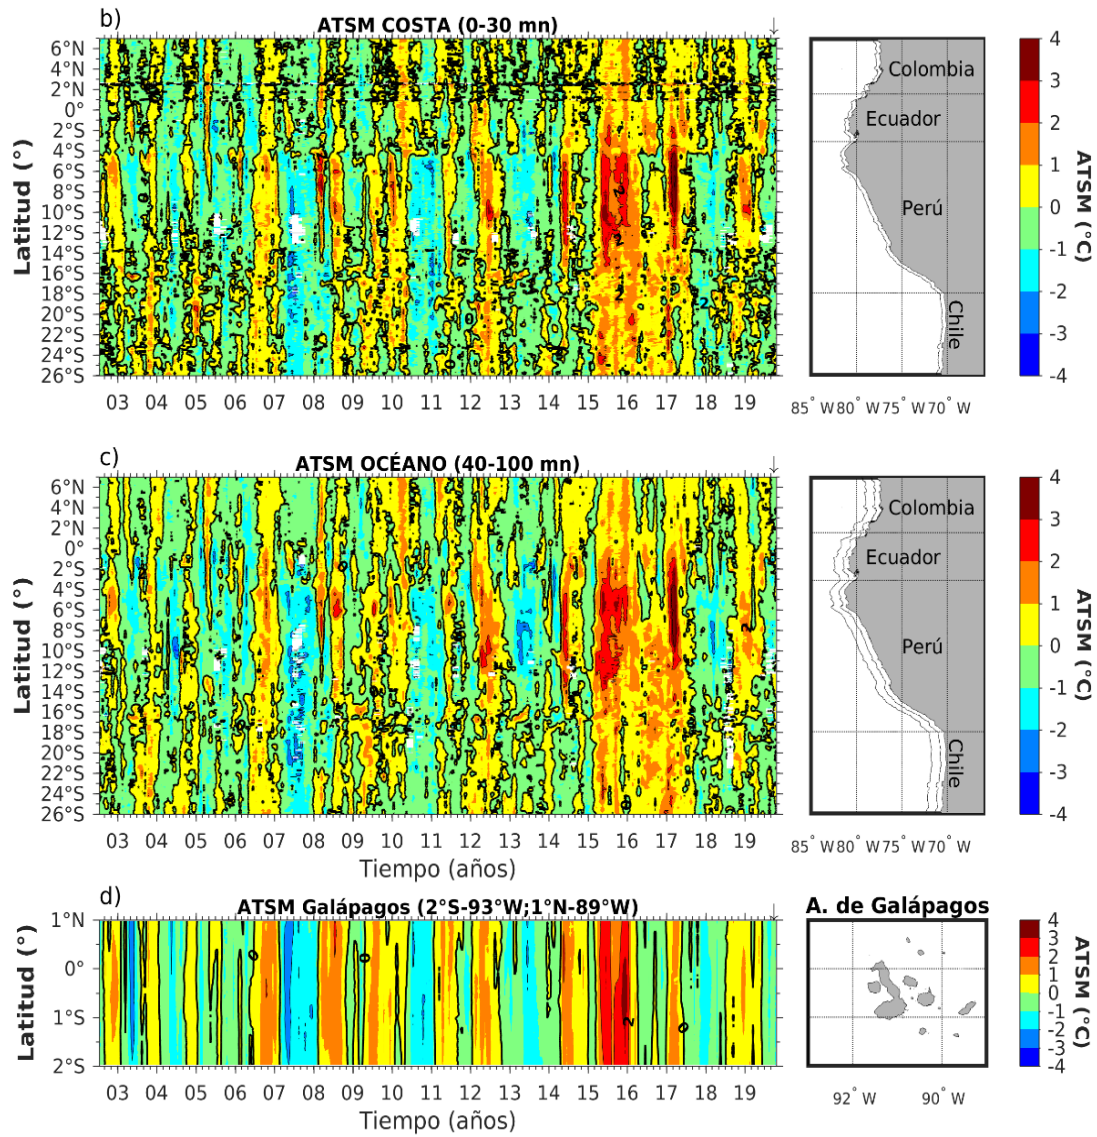 b)
ATSM COSTA (0-30 mn)
↓
6°N
4°N
2°N
0°
2°S
4°S
6°S
8°S
10°S
12°S
14°S
16°S
18°S
20°S
22°S
24°S
26°S
Latitud (°)
03 04 05 06 07 08 09 10 11 12 13 14 15 16 17 18 19
Colombia
Ecuador
Perú
Chile
85° W 80° W 75° W 70° W
4
3
2
1
0
-1
-2
-3
-4
ATSM (°C)
c)
ATSM OCÉANO (40-100 mn)
↓
6°N
4°N
2°N
0°
2°S
4°S
6°S
8°S
10°S
12°S
14°S
16°S
18°S
20°S
22°S
24°S
26°S
Latitud (°)
03 04 05 06 07 08 09 10 11 12 13 14 15 16 17 18 19
Tiempo (años)
Colombia
Ecuador
Perú
Chile
85° W 80° W 75° W 70° W
4
3
2
1
0
-1
-2
-3
-4
ATSM (°C)
d)
ATSM Galápagos (2°S-93°W;1°N-89°W)
↓
1°N
0°
1°S
2°S
Latitud (°)
0
0
2
0
03 04 05 06 07 08 09 10 11 12 13 14 15 16 17 18 19
Tiempo (años)
A. de Galápagos
92° W 90° W
4
3
2
1
0
-1
-2
-3
-4
ATSM (°C)